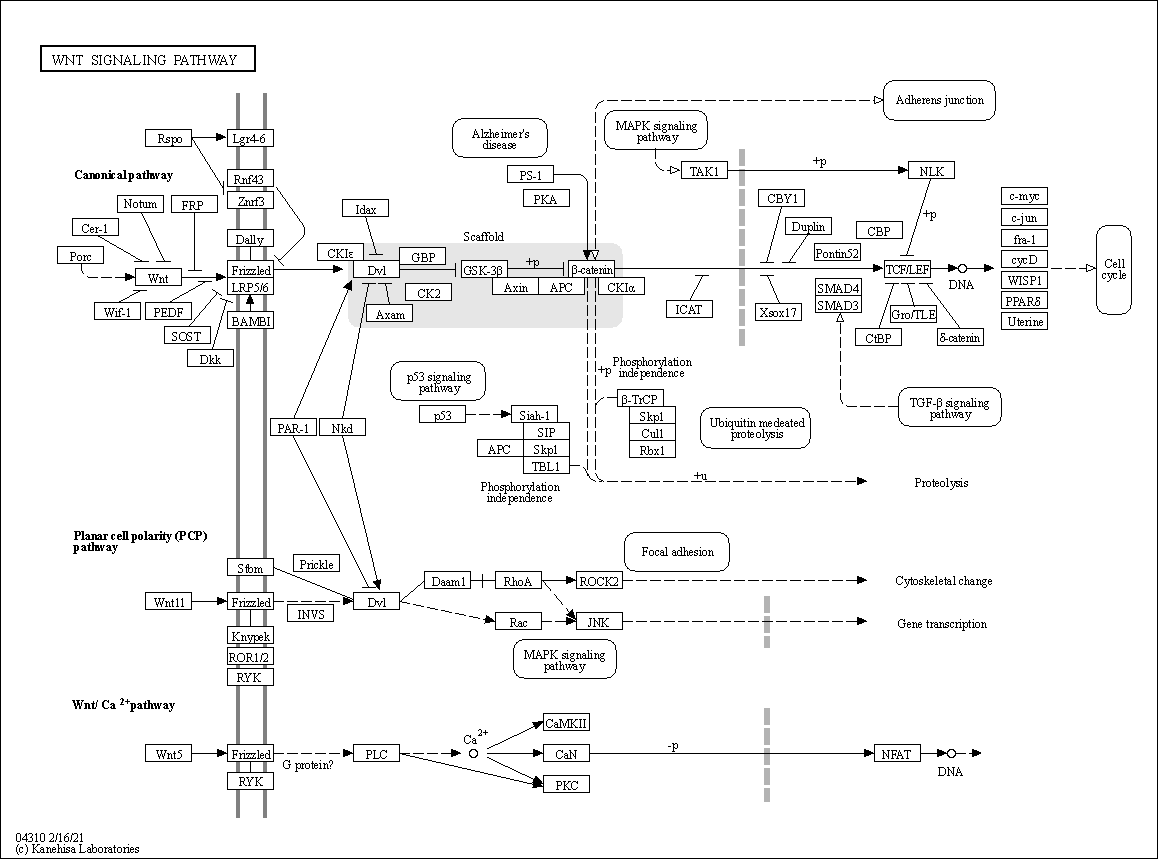 WNT SIGNALING PATHWAY
Adherens junction
MAPK signaling
pathway
Alzheimer's
disease
Rspo
Lgr4-6
+p
TAK1
NLK
Canonical pathway
Rnf43
PS-1
PKA
Znrf3
Notum
FRP
Idax
CBY1
c-myc
+p
c-jun
Cer-1
Duplin
CBP
Dally
Scaffold
fra-1
Porc
CKIε
GBP
Pontin52
cycD
Cell
cycle
Wnt
Frizzled
Dvl
GSK-3β
+p
β-catenin
TCF/LEF
DNA
LRP5/6
Axin
APC
CKIα
SMAD4
WISP1
CK2
SMAD3
PPARδ
Wif-1
PEDF
BAMBI
Axam
ICAT
Xsox17
Gro/TLE
Uterine
SOST
CtBP
δ-catenin
Dkk
Phosphorylation
independence
+p
p53 signaling
pathway
β-TrCP
TGF-β signaling
pathway
p53
Siah-1
Skp1
PAR-1
Nkd
SIP
Cul1
Ubiquitin medeated
proteolysis
APC
Skp1
Rbx1
TBL1
+u
Proteolysis
Phosphorylation
independence
Planar cell polarity (PCP)
pathway
Focal adhesion
Stbm
Prickle
Daam1
RhoA
ROCK2
Cytoskeletal change
Wnt11
Frizzled
INVS
Dvl
Rac
JNK
Gene transcription
Knypek
ROR1/2
MAPK signaling
pathway
RYK
Wnt/ Ca 2+ pathway
CaMKII
Ca2+
Wnt5
Frizzled
G protein?
PLC
CaN
-p
NFAT
DNA
RYK
PKC
04310 2/16/21
(c) Kanehisa Laboratories